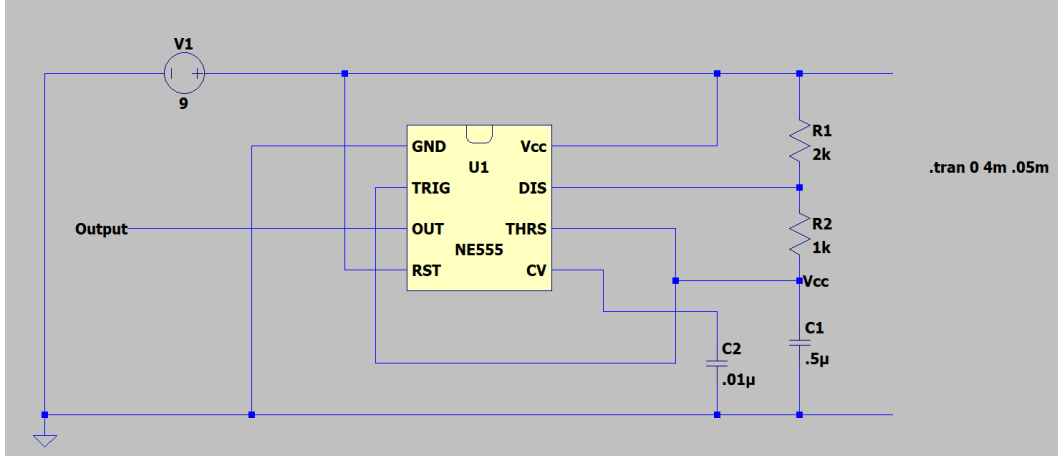 V1
9
GND
Vcc
U1
TRIG
DIS
OUT
THRS
NE555
RST
CV
Output
R1
2k
R2
1k
Vcc
C1
.5µ
C2
.01µ
.tran 0 4m .05m